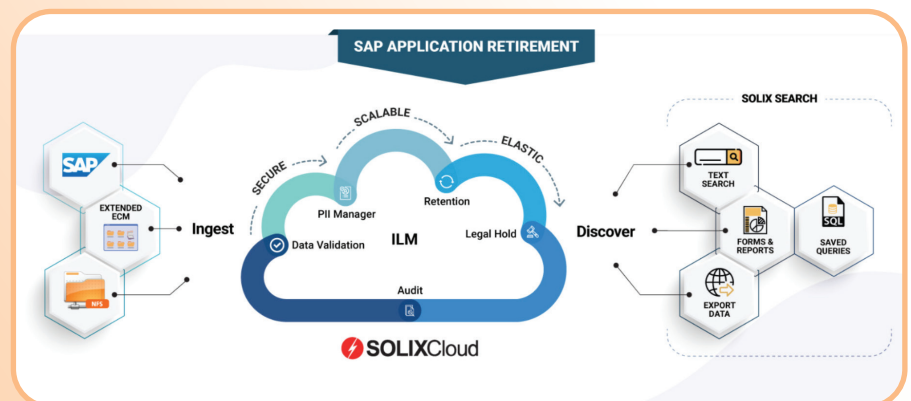 SAP APPLICATION RETIREMENT
SAP
EXTENDED
ECM
NFS
Ingest
SECURE
SCALABLE
ELASTIC
PII Manager
Retention
Data Validation
ILM
Legal Hold
Audit
SOLIXCloud
Discover
SOLIX SEARCH
TEXT
SEARCH
FORMS &
REPORTS
SQL
SAVED
QUERIES
EXPORT
DATA